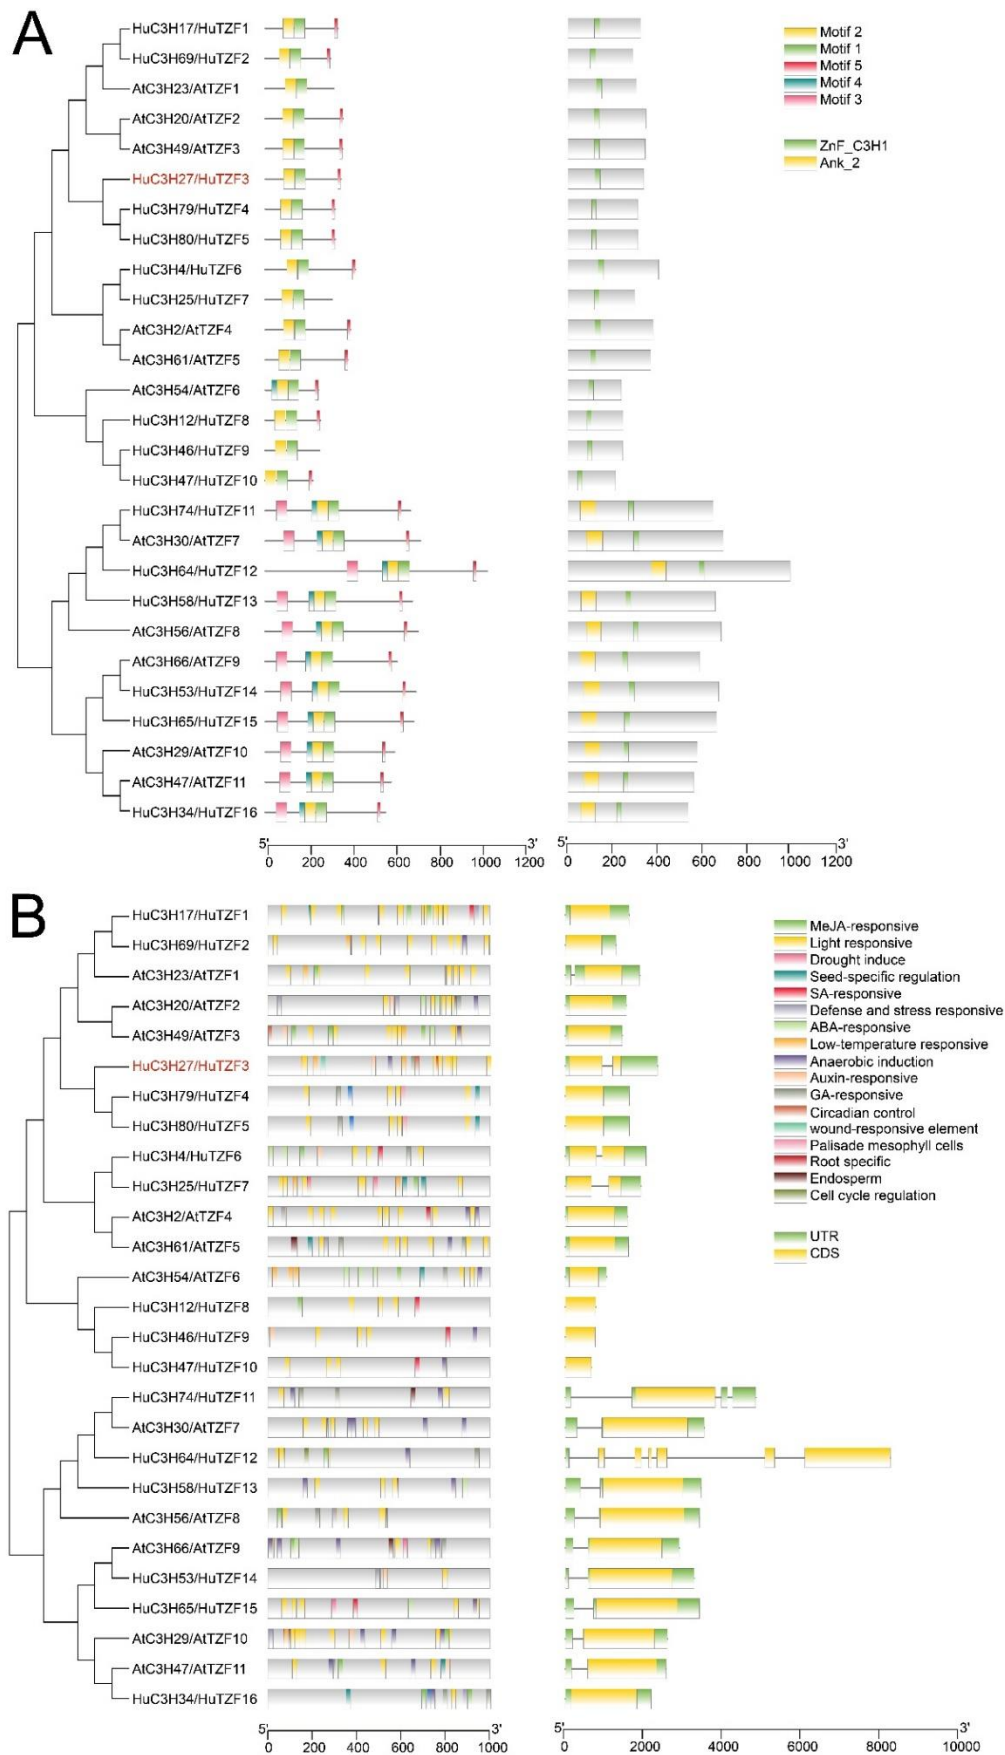 A
HuC3H17/HuTZF1
HuC3H69/HuTZF2
AtC3H23/AtTZF1
AtC3H20/AtTZF2
AtC3H49/AtTZF3
HuC3H27/HuTZF3
HuC3H79/HuTZF4
HuC3H80/HuTZF5
HuC3H4/HuTZF6
HuC3H25/HuTZF7
AtC3H2/AtTZF4
AtC3H61/AtTZF5
AtC3H54/AtTZF6
HuC3H12/HuTZF8
HuC3H46/HuTZF9
HuC3H47/HuTZF10
HuC3H74/HuTZF11
AtC3H30/AtTZF7
HuC3H64/HuTZF12
HuC3H58/HuTZF13
AtC3H56/AtTZF8
AtC3H66/AtTZF9
HuC3H53/HuTZF14
HuC3H65/HuTZF15
AtC3H29/AtTZF10
AtC3H47/AtTZF11
HuC3H34/HuTZF16
5' 3'
0 200 400 600 800 1000 1200
5' 3'
0 200 400 600 800 1000 1200
Motif 2
Motif 1
Motif 5
Motif 4
Motif 3
ZnF_C3H1
Ank_2
B
HuC3H17/HuTZF1
HuC3H69/HuTZF2
AtC3H23/AtTZF1
AtC3H20/AtTZF2
AtC3H49/AtTZF3
HuC3H27/HuTZF3
HuC3H79/HuTZF4
HuC3H80/HuTZF5
HuC3H4/HuTZF6
HuC3H25/HuTZF7
AtC3H2/AtTZF4
AtC3H61/AtTZF5
AtC3H54/AtTZF6
HuC3H12/HuTZF8
HuC3H46/HuTZF9
HuC3H47/HuTZF10
HuC3H74/HuTZF11
AtC3H30/AtTZF7
HuC3H64/HuTZF12
HuC3H58/HuTZF13
AtC3H56/AtTZF8
AtC3H66/AtTZF9
HuC3H53/HuTZF14
HuC3H65/HuTZF15
AtC3H29/AtTZF10
AtC3H47/AtTZF11
HuC3H34/HuTZF16
5' 3'
0 200 400 600 800 1000
5' 3'
0 2000 4000 6000 8000 10000
MeJA-responsive
Light responsive
Drought induce
Seed-specific regulation
SA-responsive
Defense and stress responsive
ABA-responsive
Low-temperature responsive
Anaerobic induction
Auxin-responsive
GA-responsive
Circadian control
wound-responsive element
Palisade mesophyll cells
Root specific
Endosperm
Cell cycle regulation
UTR
CDS